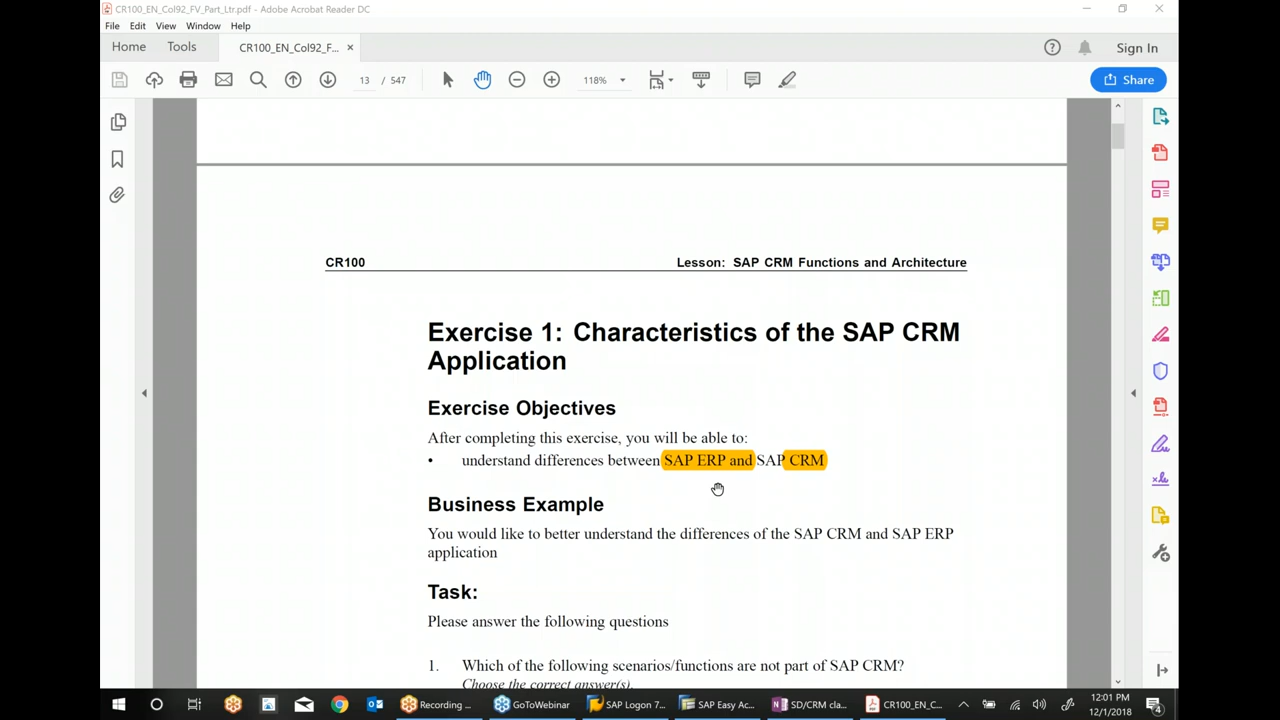 CR100_EN_Col92_FV_Part_Ltr.pdf - Adobe Acrobat Reader DC
File Edit View Window Help
Home Tools CR100_EN_Col92_F... × Sign In
13 / 547 118% Share
CR100 Lesson: SAP CRM Functions and Architecture
Exercise 1: Characteristics of the SAP CRM
Application
Exercise Objectives
After completing this exercise, you will be able to:
• understand differences between SAP ERP and SAP CRM
Business Example
You would like to better understand the differences of the SAP CRM and SAP ERP
application
Task:
Please answer the following questions
1. Which of the following scenarios/functions are not part of SAP CRM?
Choose the correct answer(s).
Recording ... GoToWebinar SAP Logon 7... SAP Easy Ac... SD/CRM cla... CR100_EN_C... 12:01 PM
12/1/2018 4